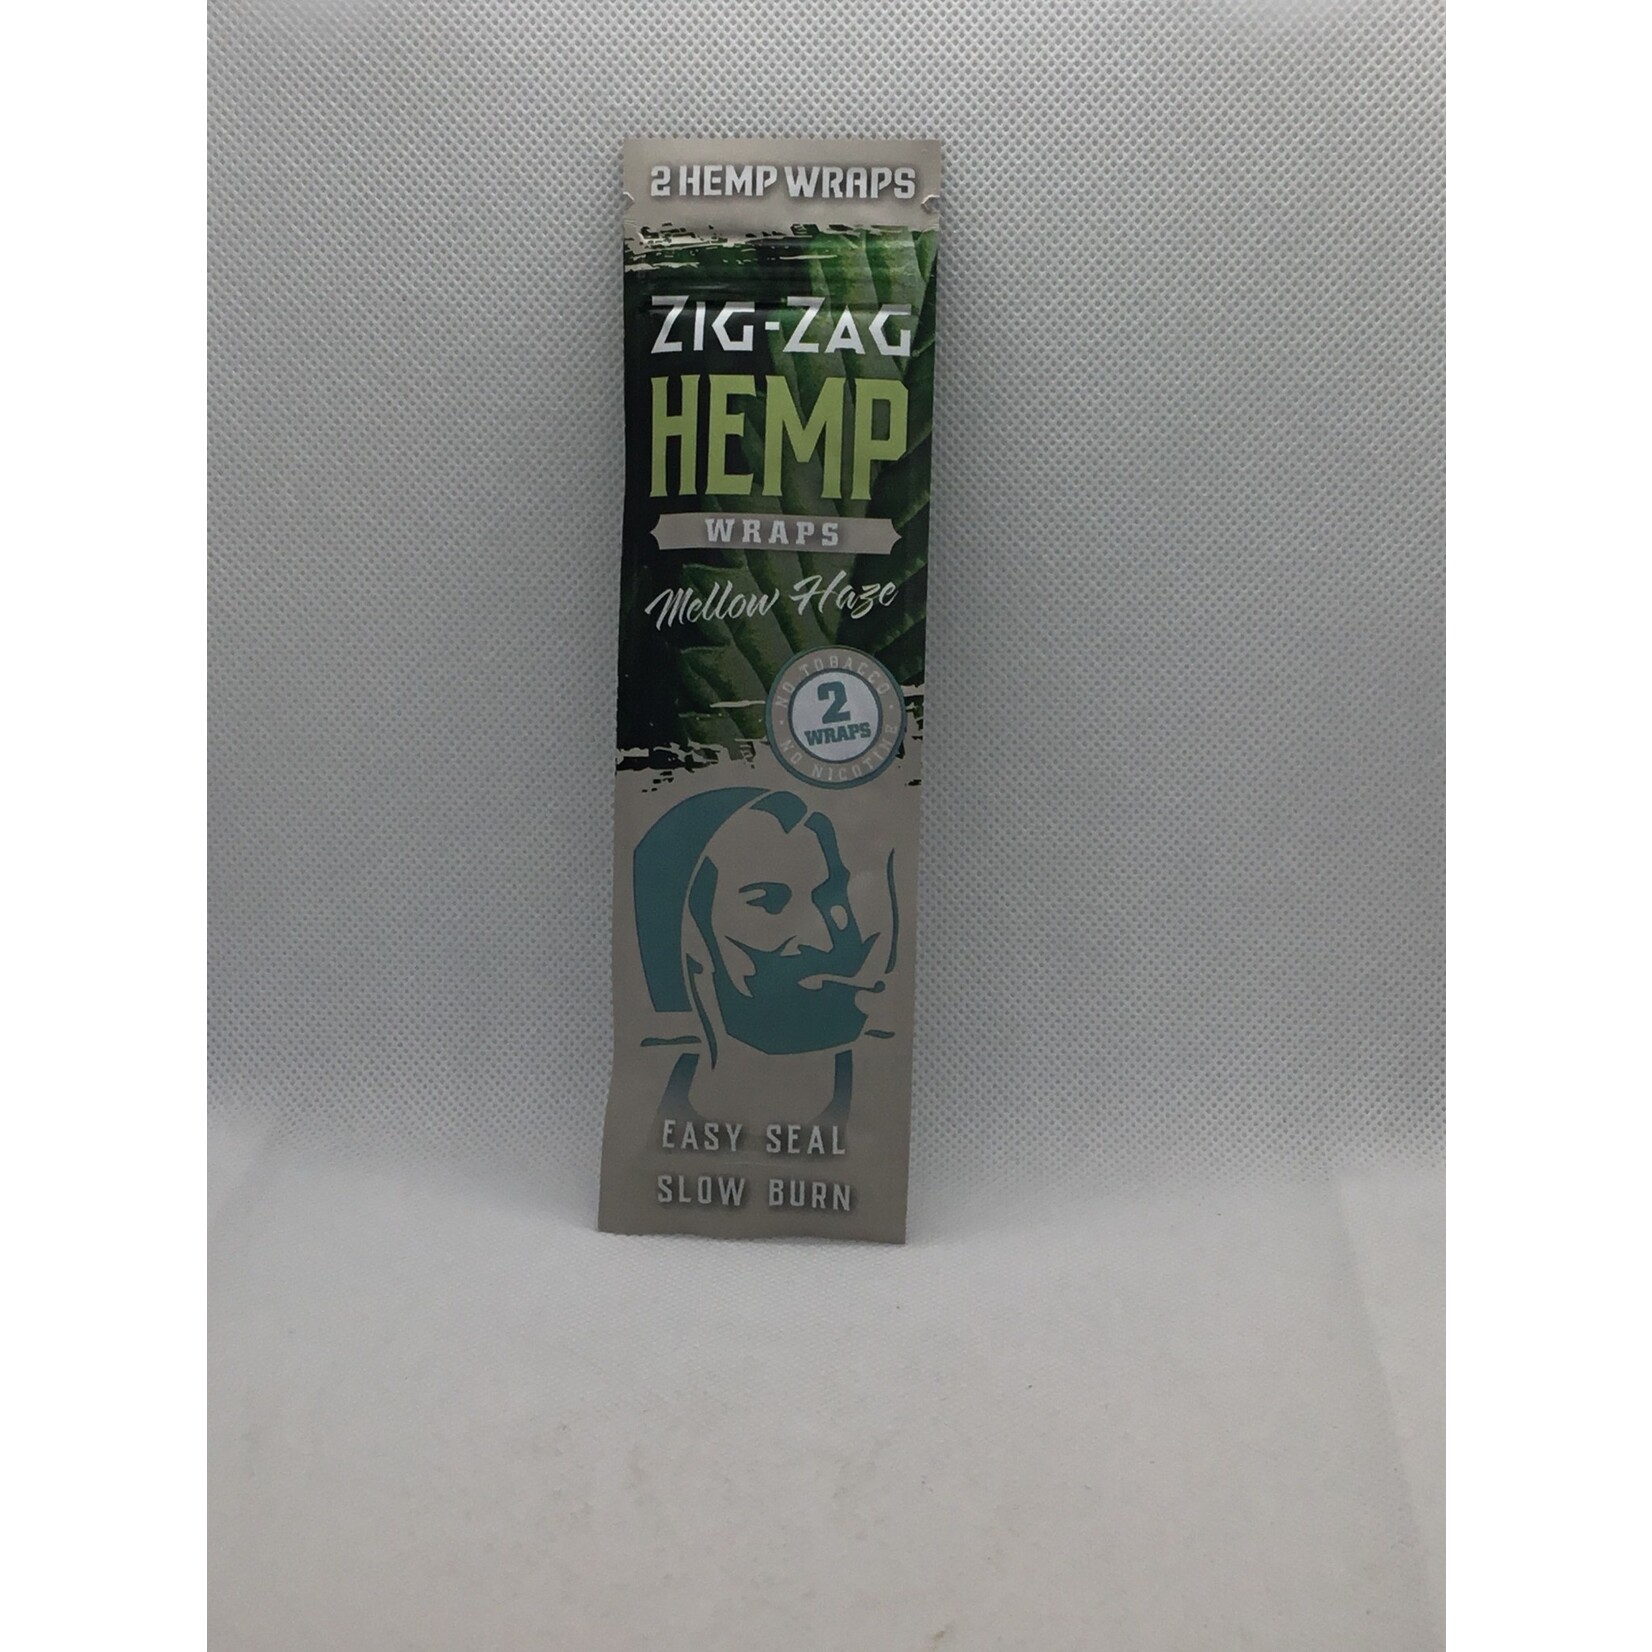 2 HEMP WRAPS
ZIG-ZAG
HEMP
WRAPS
Mellow Haze
NO TOBACCO
2
WRAPS
NO NICOTINE
EASY SEAL
SLOW BURN